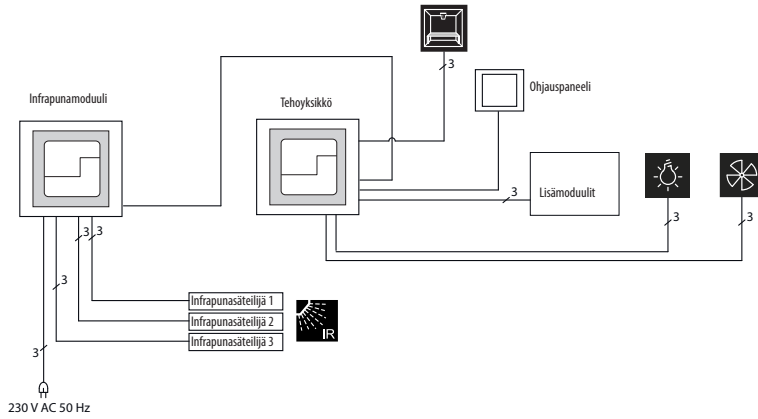 3
Infrapunamoduuli
Tehoyksikkö
Ohjauspaneeli
3
Lisämoduulit
3
3
3 3
3
Infrapunasäteilijä 1
Infrapunasäteilijä 2
IR
Infrapunasäteilijä 3
3
230 V AC 50 Hz